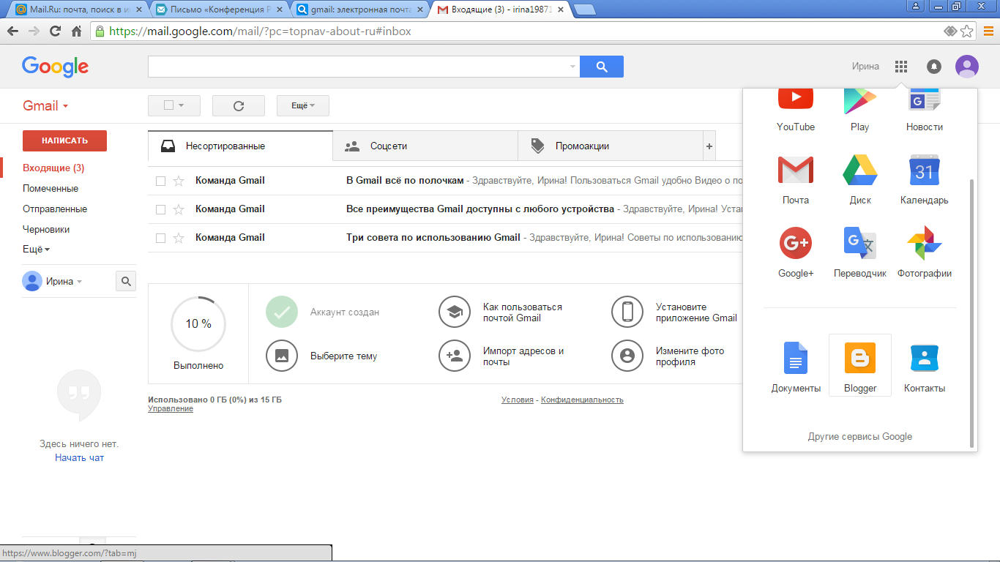 Mail.Ru: почта, поиск в и
Письмо «Конференция Р
gmail: электронная почта
Входящие (3) - irina19871
https://mail.google.com/mail/?pc=topnav-about-ru#inbox
Google
Ирина
Gmail
Ещё
НАПИСАТЬ
Входящие (3)
Помеченные
Отправленные
Черновики
Ещё
Ирина
Здесь ничего нет.
Начать чат
Несортированные
Соцсети
Промоакции
+
Команда Gmail В Gmail всё по полочкам - Здравствуйте, Ирина! Пользоваться Gmail удобно Видео о по
Команда Gmail Все преимущества Gmail доступны с любого устройства - Здравствуйте, Ирина! Уста
Команда Gmail Три совета по использованию Gmail - Здравствуйте, Ирина! Советы по использованию
10 %
Выполнено
Аккаунт создан
Как пользоваться
почтой Gmail
Установите
приложение Gmail
Выберите тему
Импорт адресов и
почты
Измените фото
профиля
Использовано 0 ГБ (0%) из 15 ГБ
Управление
Условия - Конфиденциальность
YouTube
Play
G
Новости
Почта
Диск
31
Календарь
G+
Google+
G
Переводчик
Фотографии
Документы
Blogger
Контакты
Другие сервисы Google
https://www.blogger.com/?tab=mj